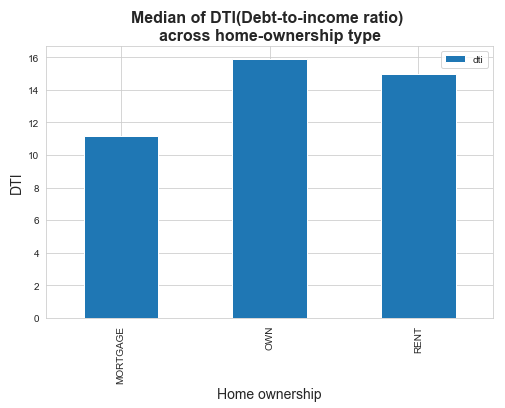 Median of DTI(Debt-to-income ratio)
across home-ownership type
dti
16
14
12
10
8
6
4
2
0
DTI
MORTGAGE
OWN
RENT
Home ownership